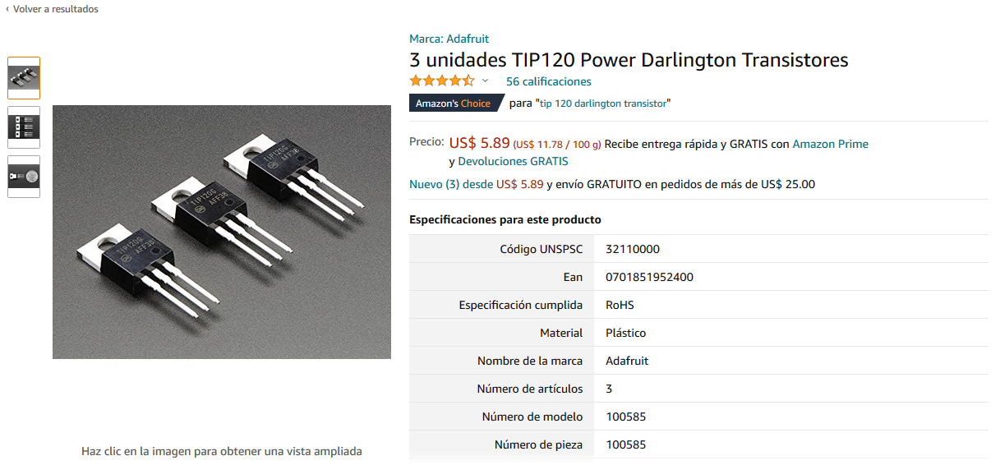 ‹ Volver a resultados
Marca: Adafruit
3 unidades TIP120 Power Darlington Transistores
56 calificaciones
Amazon's Choice para "tip 120 darlington transistor"
Precio: US$ 5.89 (US$ 11.78 / 100 g) Recibe entrega rápida y GRATIS con Amazon Prime
y Devoluciones GRATIS
Nuevo (3) desde US$ 5.89 y envío GRATUITO en pedidos de más de US$ 25.00
Especificaciones para este producto
Código UNSPSC 32110000
Ean 0701851952400
Especificación cumplida RoHS
Material Plástico
Nombre de la marca Adafruit
Número de artículos 3
Número de modelo 100585
Número de pieza 100585
TIP120G
AFF38
TIP120G
AFF38
TIP120G
AFF38
Haz clic en la imagen para obtener una vista ampliada